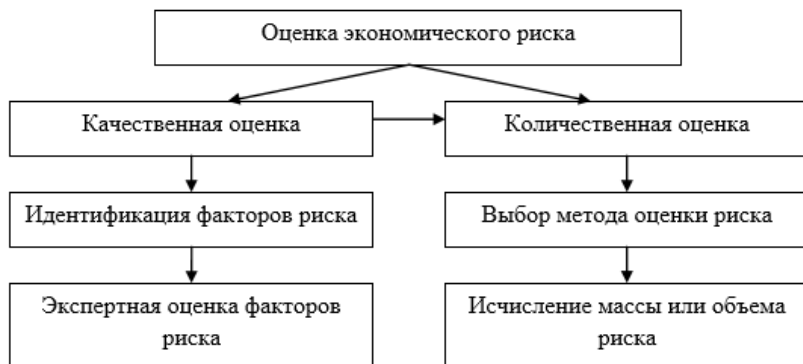 Оценка экономического риска
Качественная оценка
Количественная оценка
Идентификация факторов риска
Выбор метода оценки риска
Экспертная оценка факторов
риска
Исчисление массы или объема
риска